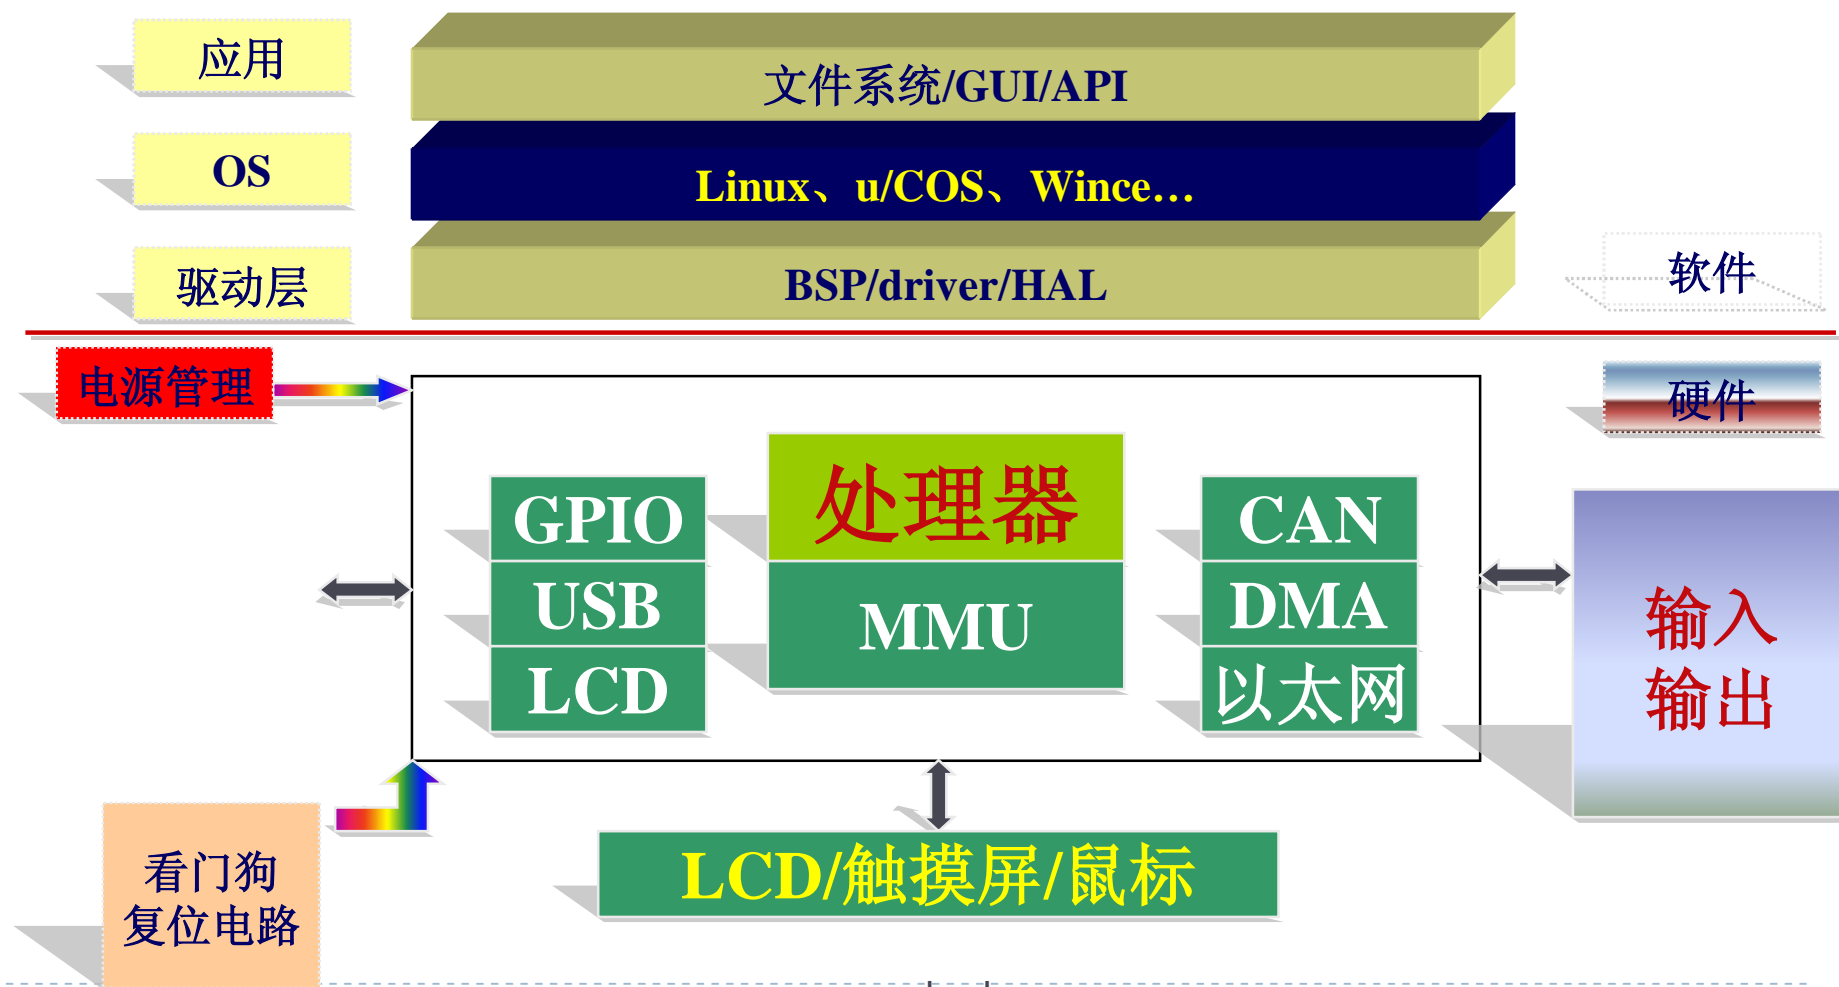 应用
文件系统/GUI/API
OS
Linux、u/COS、Wince…
驱动层
BSP/driver/HAL
软件
电源管理
硬件
处理器
MMU
GPIO
USB
LCD
CAN
DMA
以太网
输入
输出
看门狗
复位电路
LCD/触摸屏/鼠标